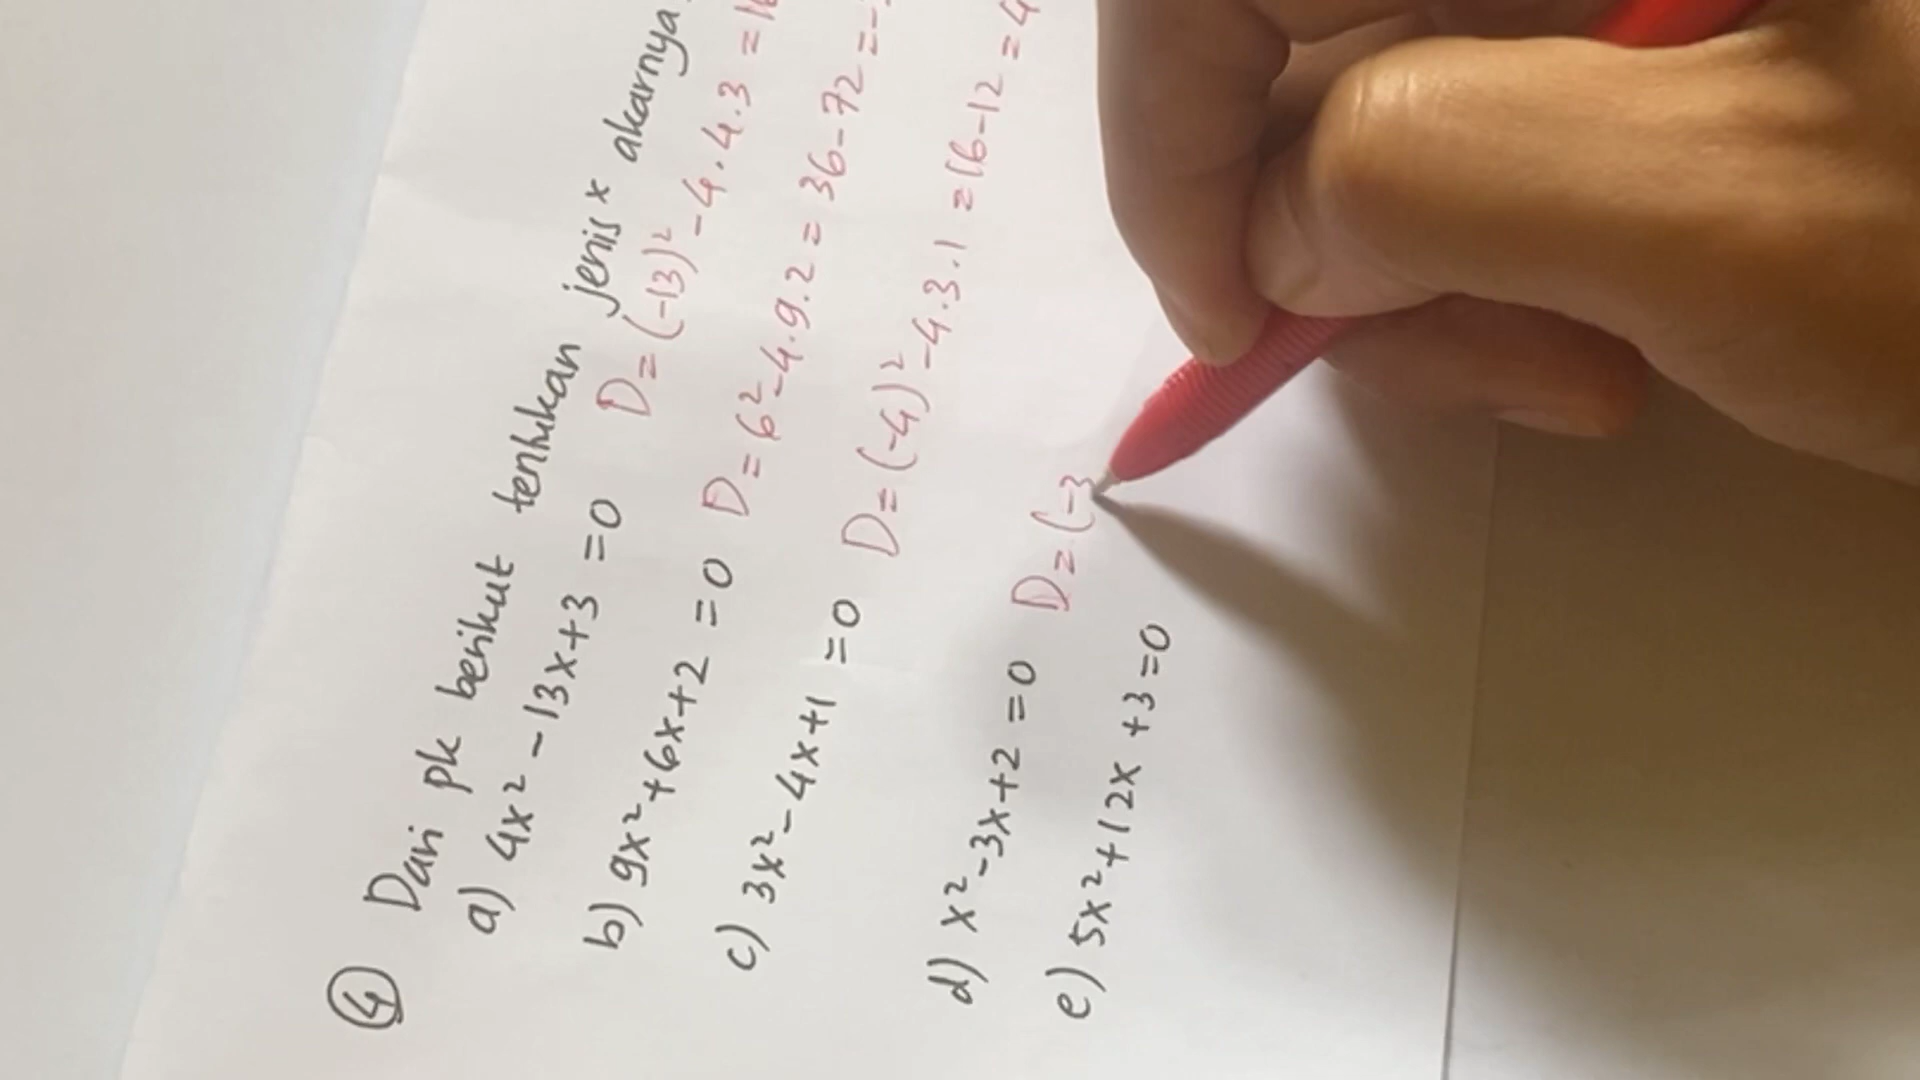 ④ Dari pk berikut tentukan jenis x akarnya
a) 4x² - 13x + 3 = 0 D = (-13)² - 4 . 4 . 3 = 16
b) 9x² + 6x + 2 = 0 D = 6² - 4 . 9 . 2 = 36 - 72 = -
c) 3x² - 4x + 1 = 0 D = (-4)² - 4 . 3 . 1 = 16 - 12 = 4
d) x² - 3x + 2 = 0 D = (-3
e) 5x² + 12x + 3 = 0